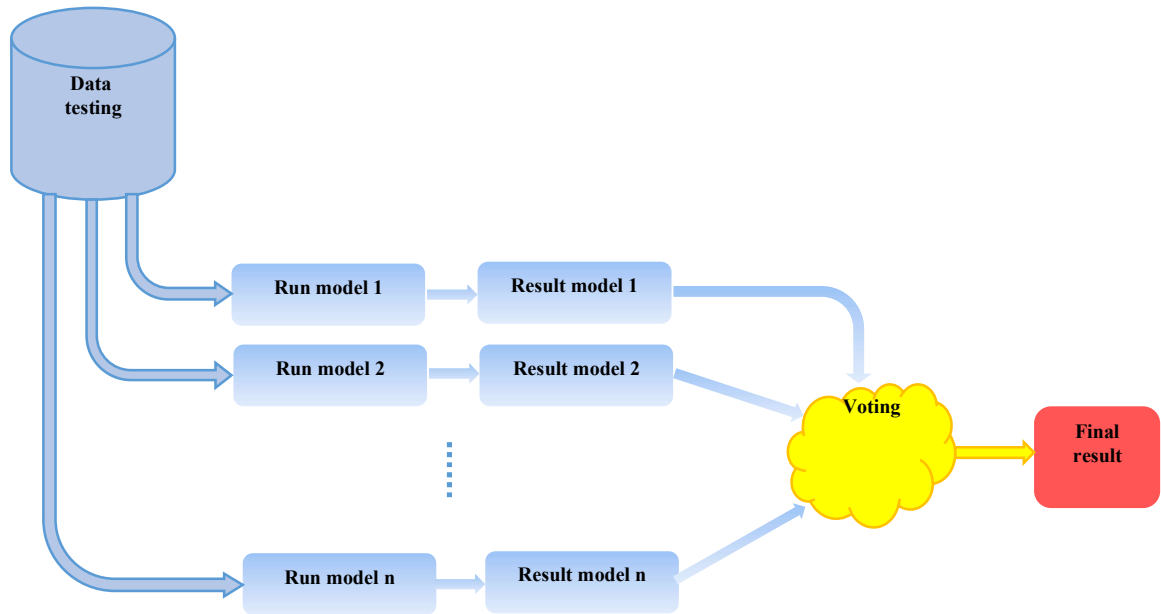 Data
testing
Run model 1
Result model 1
Run model 2
Result model 2
Voting
Final
result
Run model n
Result model n